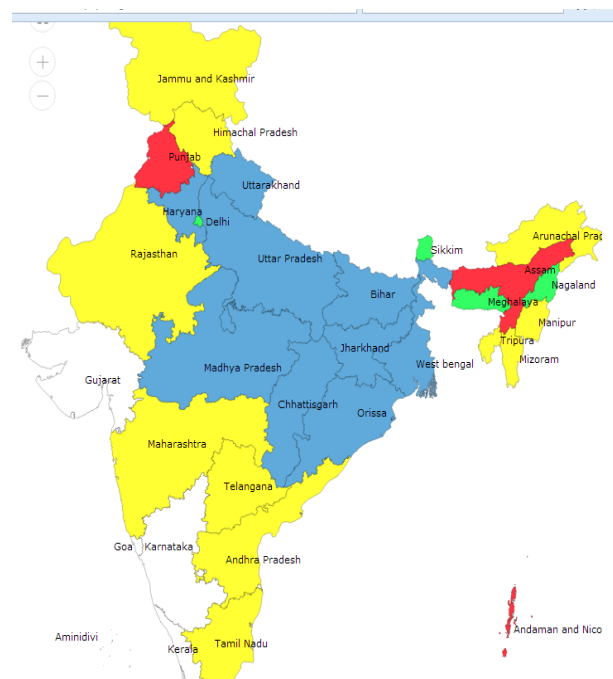 Jammu and Kashmir
Himachal Pradesh
Punjab
Uttarakhand
Haryana
Delhi
Rasjasthan
Uttar Pradesh
Bihar
Sikkim
Arunachal Prad
Assam
Nagaland
Meghalaya
Manipur
Tripura
Mizoram
Jharkhand
West bengal
Madhya Pradesh
Gujarat
Chhattisgarh
Orissa
Maharashtra
Telangana
Goa
Karnataka
Andhra Pradesh
Aminidivi
Kerala
Tamil Nadu
Andaman and Nico